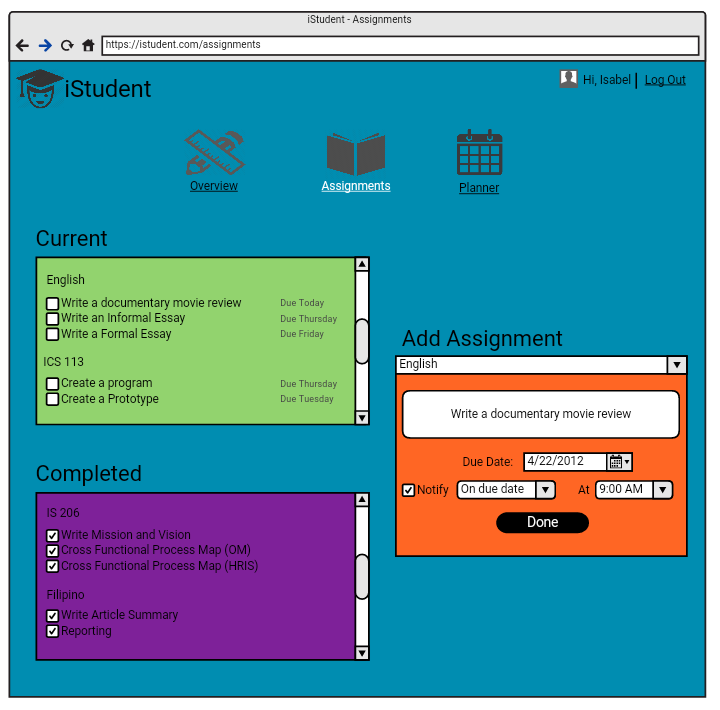 iStudent - Assignments
https://istudent.com/assignments
iStudent
Hi, Isabel
Log Out
Overview
Assignments
Planner
Current
English
Write a documentary movie review Due Today
Write an Informal Essay Due Thursday
Write a Formal Essay Due Friday
ICS 113
Create a program Due Thursday
Create a Prototype Due Tuesday
Completed
IS 206
Write Mission and Vision
Cross Functional Process Map (OM)
Cross Functional Process Map (HRIS)
Filipino
Write Article Summary
Reporting
Add Assignment
English
Write a documentary movie review
Due Date: 4/22/2012
Notify On due date At 9:00 AM
Done